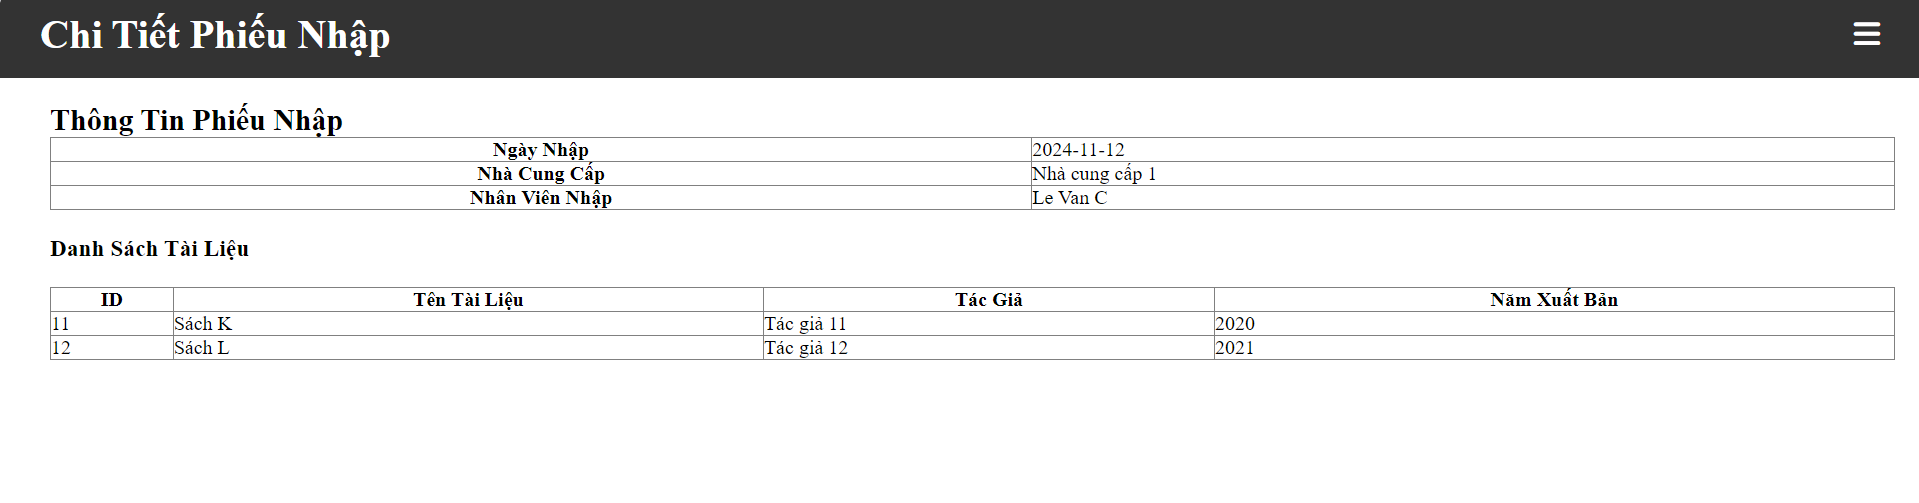 Chi Tiết Phiếu Nhập
Thông Tin Phiếu Nhập
Ngày Nhập 2024-11-12
Nhà Cung Cấp Nhà cung cấp 1
Nhân Viên Nhập Le Van C
Danh Sách Tài Liệu
ID Tên Tài Liệu Tác Giả Năm Xuất Bản
11 Sách K Tác giả 11 2020
12 Sách L Tác giả 12 2021